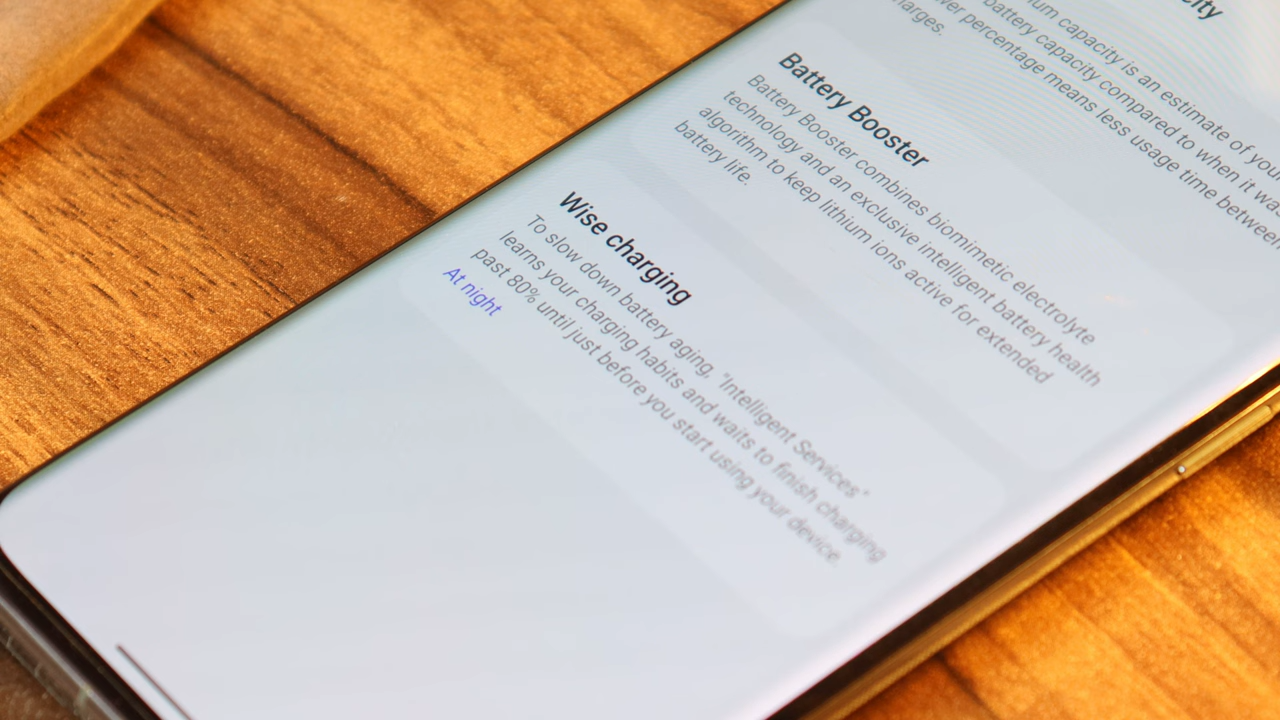 city
um capacity is an estimate of your
battery capacity compared to when it wa
ver percentage means less usage time between
harges.
Battery Booster
Battery Booster combines biomimetic electrolyte
technology and an exclusive intelligent battery health
algorithm to keep lithium ions active for extended
battery life.
Wise charging
To slow down battery aging, "Intelligent Services"
learns your charging habits and waits to finish charging
past 80% until just before you start using your device.
At night